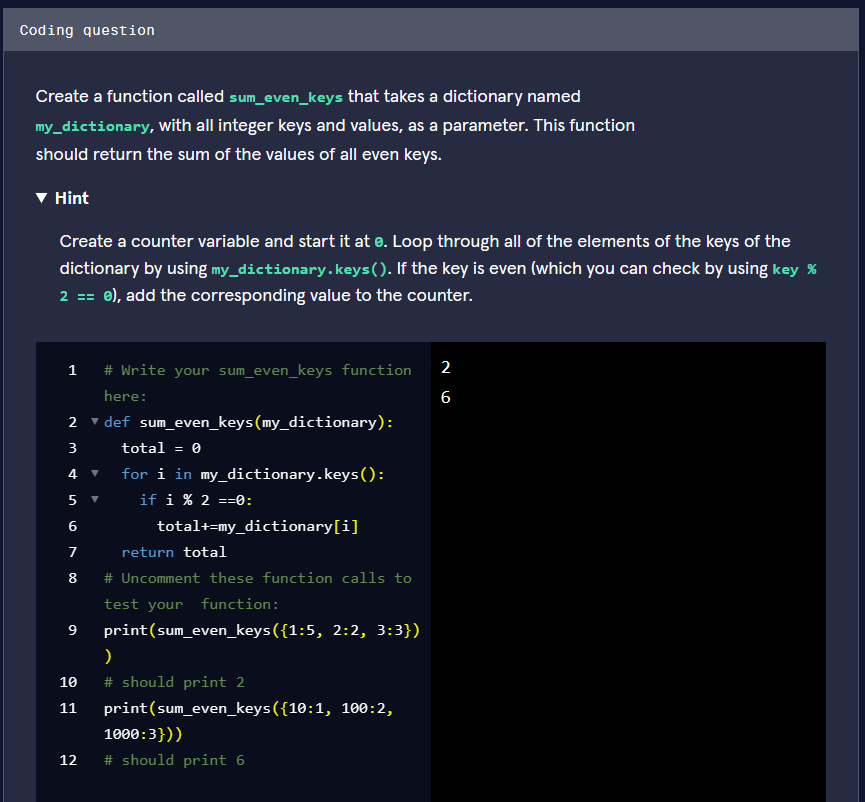 Coding question
Create a function called sum_even_keys that takes a dictionary named
my_dictionary, with all integer keys and values, as a parameter. This function
should return the sum of the values of all even keys.
▼ Hint
Create a counter variable and start it at 0. Loop through all of the elements of the keys of the
dictionary by using my_dictionary.keys(). If the key is even (which you can check by using key %
2 == 0), add the corresponding value to the counter.
1 # Write your sum_even_keys function
here:
2 ▼ def sum_even_keys(my_dictionary):
3 total = 0
4 ▼ for i in my_dictionary.keys():
5 ▼ if i % 2 ==0:
6 total+=my_dictionary[i]
7 return total
8 # Uncomment these function calls to
test your  function:
9 print(sum_even_keys({1:5, 2:2, 3:3})
)
10 # should print 2
11 print(sum_even_keys({10:1, 100:2,
1000:3}))
12 # should print 6
2
6